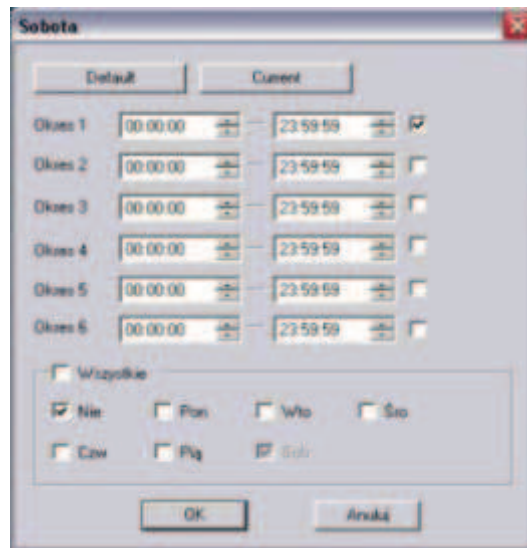 Sobota
Default Current
Okres 1 00:00:00 23:59:59
Okres 2 00:00:00 23:59:59
Okres 3 00:00:00 23:59:59
Okres 4 00:00:00 23:59:59
Okres 5 00:00:00 23:59:59
Okres 6 00:00:00 23:59:59
Wszystkie
Nie Pon Wto Śro
Czw Pią Sob
OK Anuluj